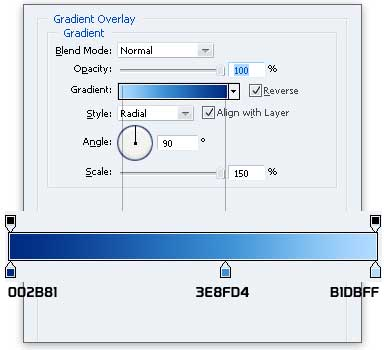 Gradient Overlay
Gradient
Blend Mode: Normal
Opacity: 100 %
Gradient: Reverse
Style: Radial Align with Layer
Angle: 90 °
Scale: 150 %
002B81 3E8FD4 B1DBFF